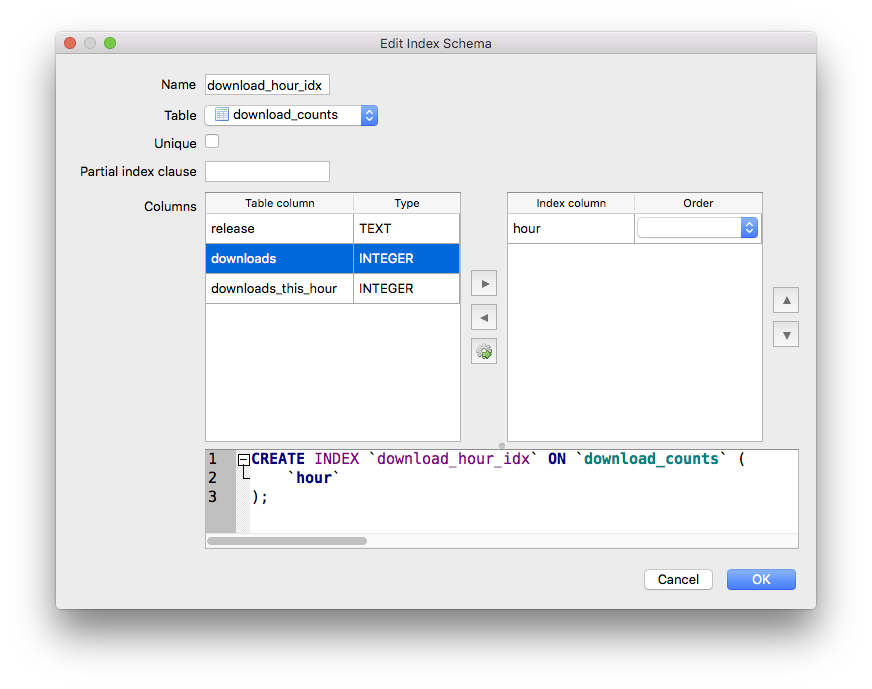 Edit Index Schema
Name download_hour_idx
Table download_counts
Unique
Partial index clause
Columns
Table column Type
release TEXT
downloads INTEGER
downloads_this_hour INTEGER
Index column Order
hour
1 CREATE INDEX `download_hour_idx` ON `download_counts` (
2 `hour`
3 );
Cancel OK